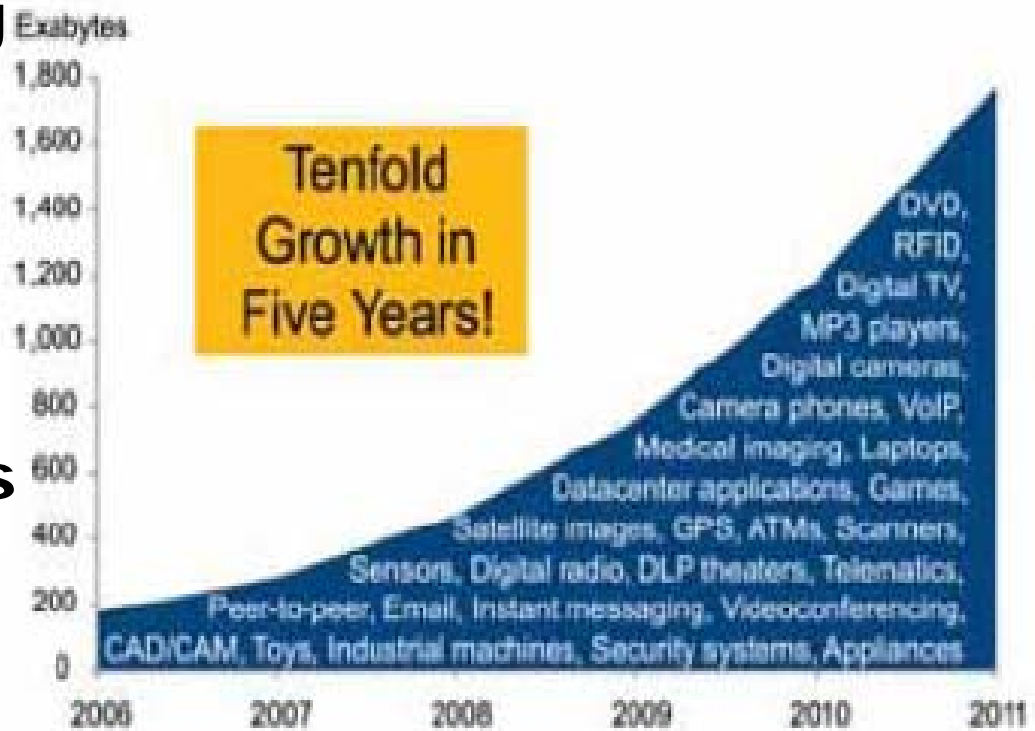 Exabytes
1,800
1,600
1,400
1,200
1,000
800
600
400
200
0
Tenfold
Growth in
Five Years!
DVD,
RFID,
Digital TV,
MP3 players,
Digital cameras,
Camera phones, VoIP,
Medical imaging, Laptops,
Datacenter applications, Games,
Satellite images, GPS, ATMs, Scanners,
Sensors, Digital radio, DLP theaters, Telematics,
Peer-to-peer, Email, Instant messaging, Videoconferencing,
CAD/CAM, Toys, Industrial machines, Security systems, Appliances
2006 2007 2008 2009 2010 2011